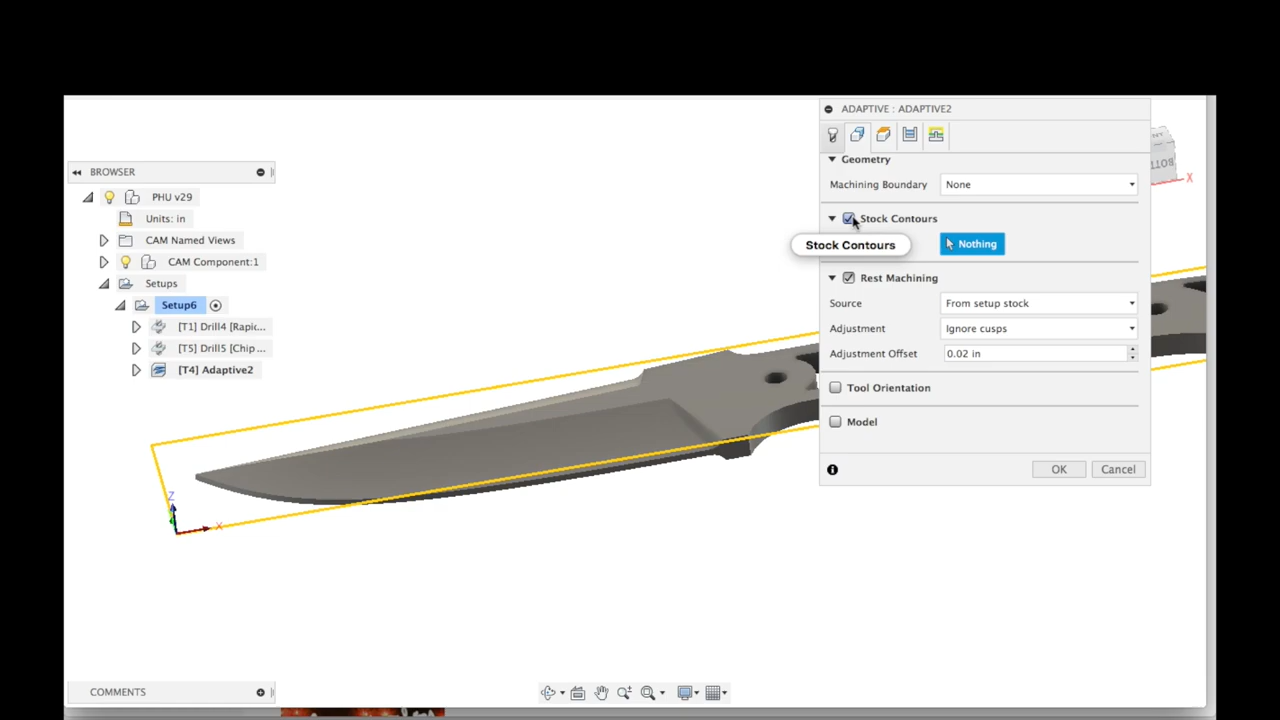 ADAPTIVE : ADAPTIVE2
Geometry
Machining Boundary None
Stock Contours
Stock Contours
Nothing
Rest Machining
Source From setup stock
Adjustment Ignore cusps
Adjustment Offset 0.02 in
Tool Orientation
Model
OK Cancel
BROWSER
PHU v29
Units: in
CAM Named Views
CAM Component:1
Setups
Setup6
[T1] Drill4 [Rapic...
[T5] Drill5 [Chip ...
[T4] Adaptive2
Z
X
X
COMMENTS